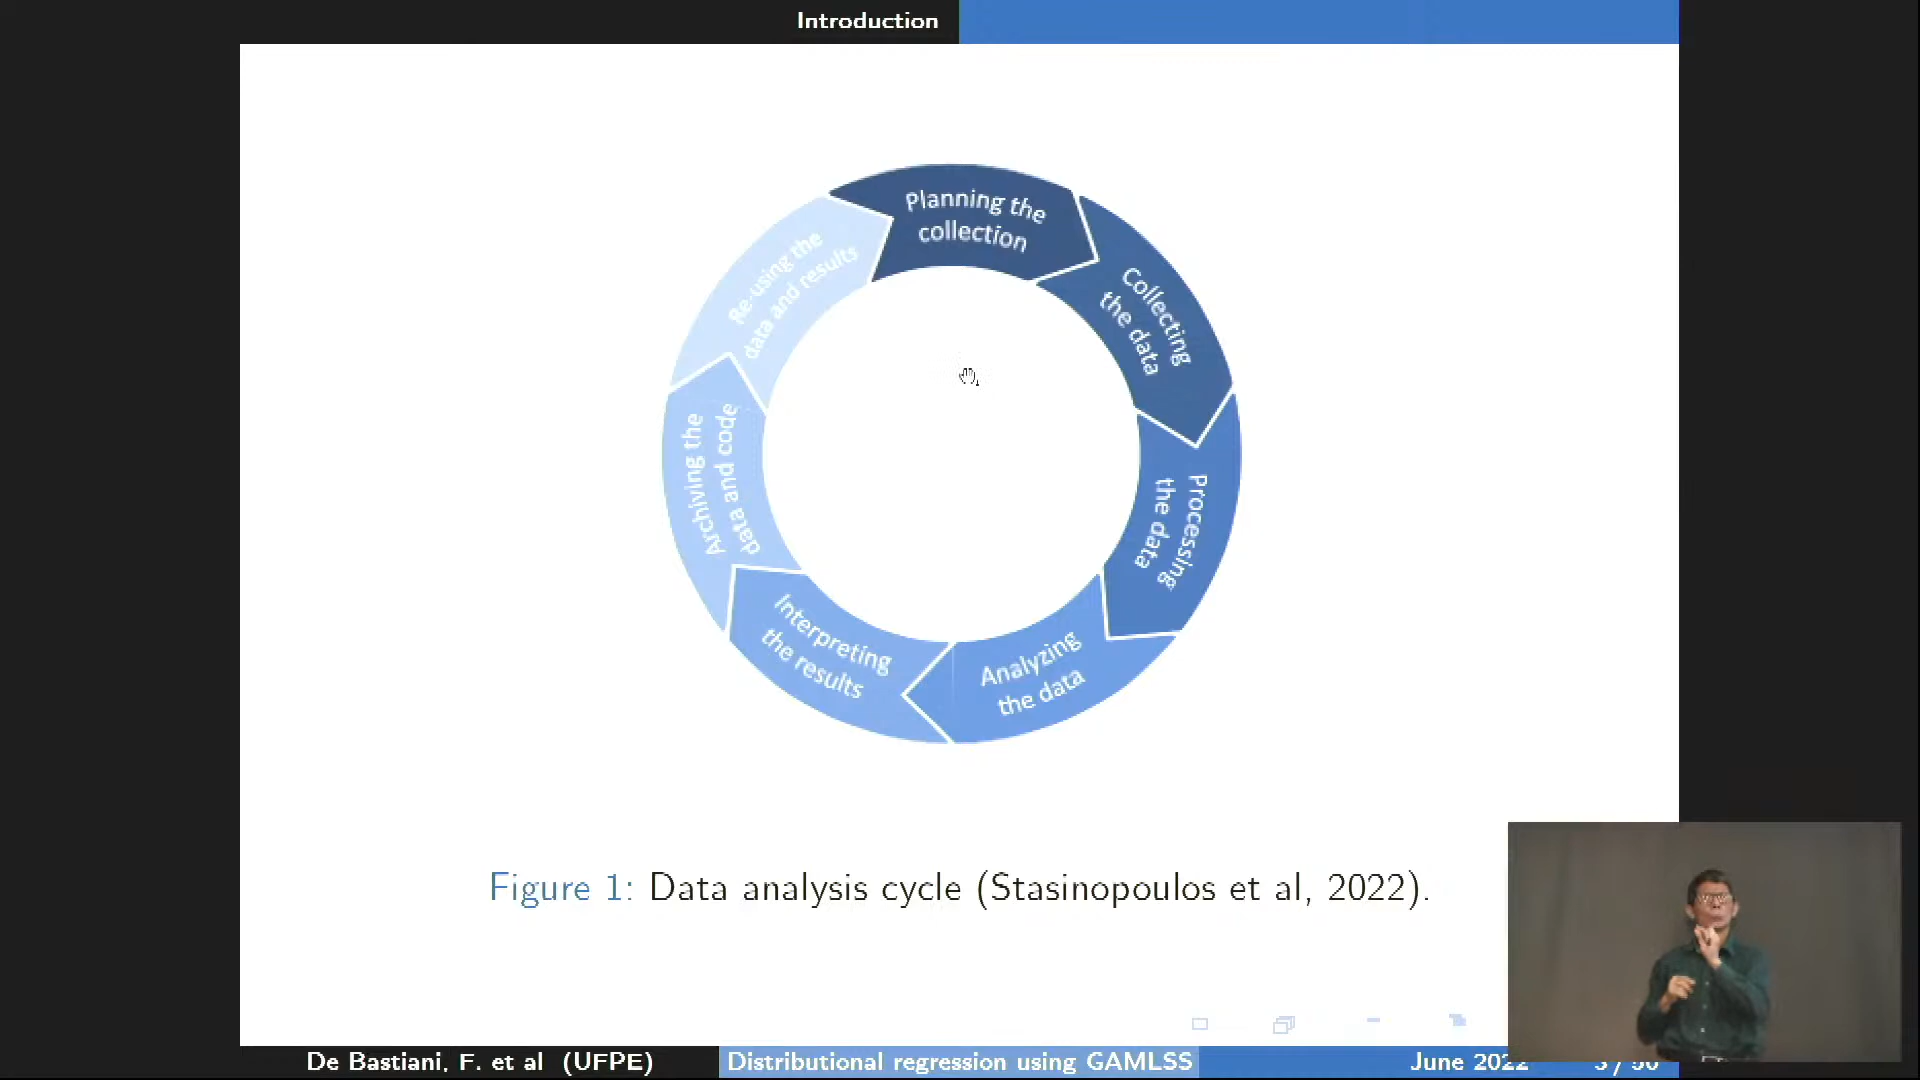 Introduction
Planning the
collection
Collecting
the data
Processing
the data
Analyzing
the data
Interpreting
the results
Archiving the
data and code
Re-using the
data and results
Figure 1: Data analysis cycle (Stasinopoulos et al, 2022).
De Bastiani, F. et al (UFPE)
Distributional regression using GAMLSS
June 2022